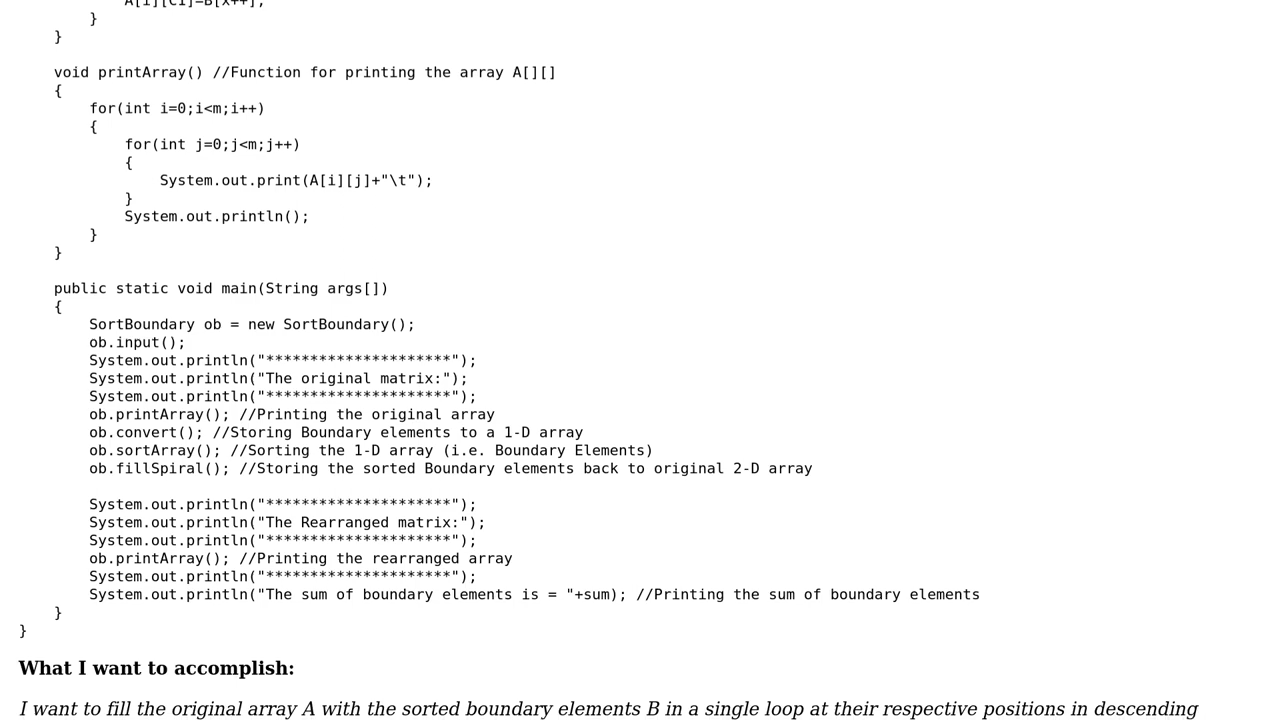 A[i][C1]=B[x++];
}
}
void printArray() //Function for printing the array A[][]
{
for(int i=0;i<m;i++)
{
for(int j=0;j<m;j++)
{
System.out.print(A[i][j]+"\t");
}
System.out.println();
}
}
public static void main(String args[])
{
SortBoundary ob = new SortBoundary();
ob.input();
System.out.println("*********************");
System.out.println("The original matrix:");
System.out.println("*********************");
ob.printArray(); //Printing the original array
ob.convert(); //Storing Boundary elements to a 1-D array
ob.sortArray(); //Sorting the 1-D array (i.e. Boundary Elements)
ob.fillSpiral(); //Storing the sorted Boundary elements back to original 2-D array
System.out.println("*********************");
System.out.println("The Rearranged matrix:");
System.out.println("*********************");
ob.printArray(); //Printing the rearranged array
System.out.println("*********************");
System.out.println("The sum of boundary elements is = "+sum); //Printing the sum of boundary elements
}
}
What I want to accomplish:
I want to fill the original array A with the sorted boundary elements B in a single loop at their respective positions in descending